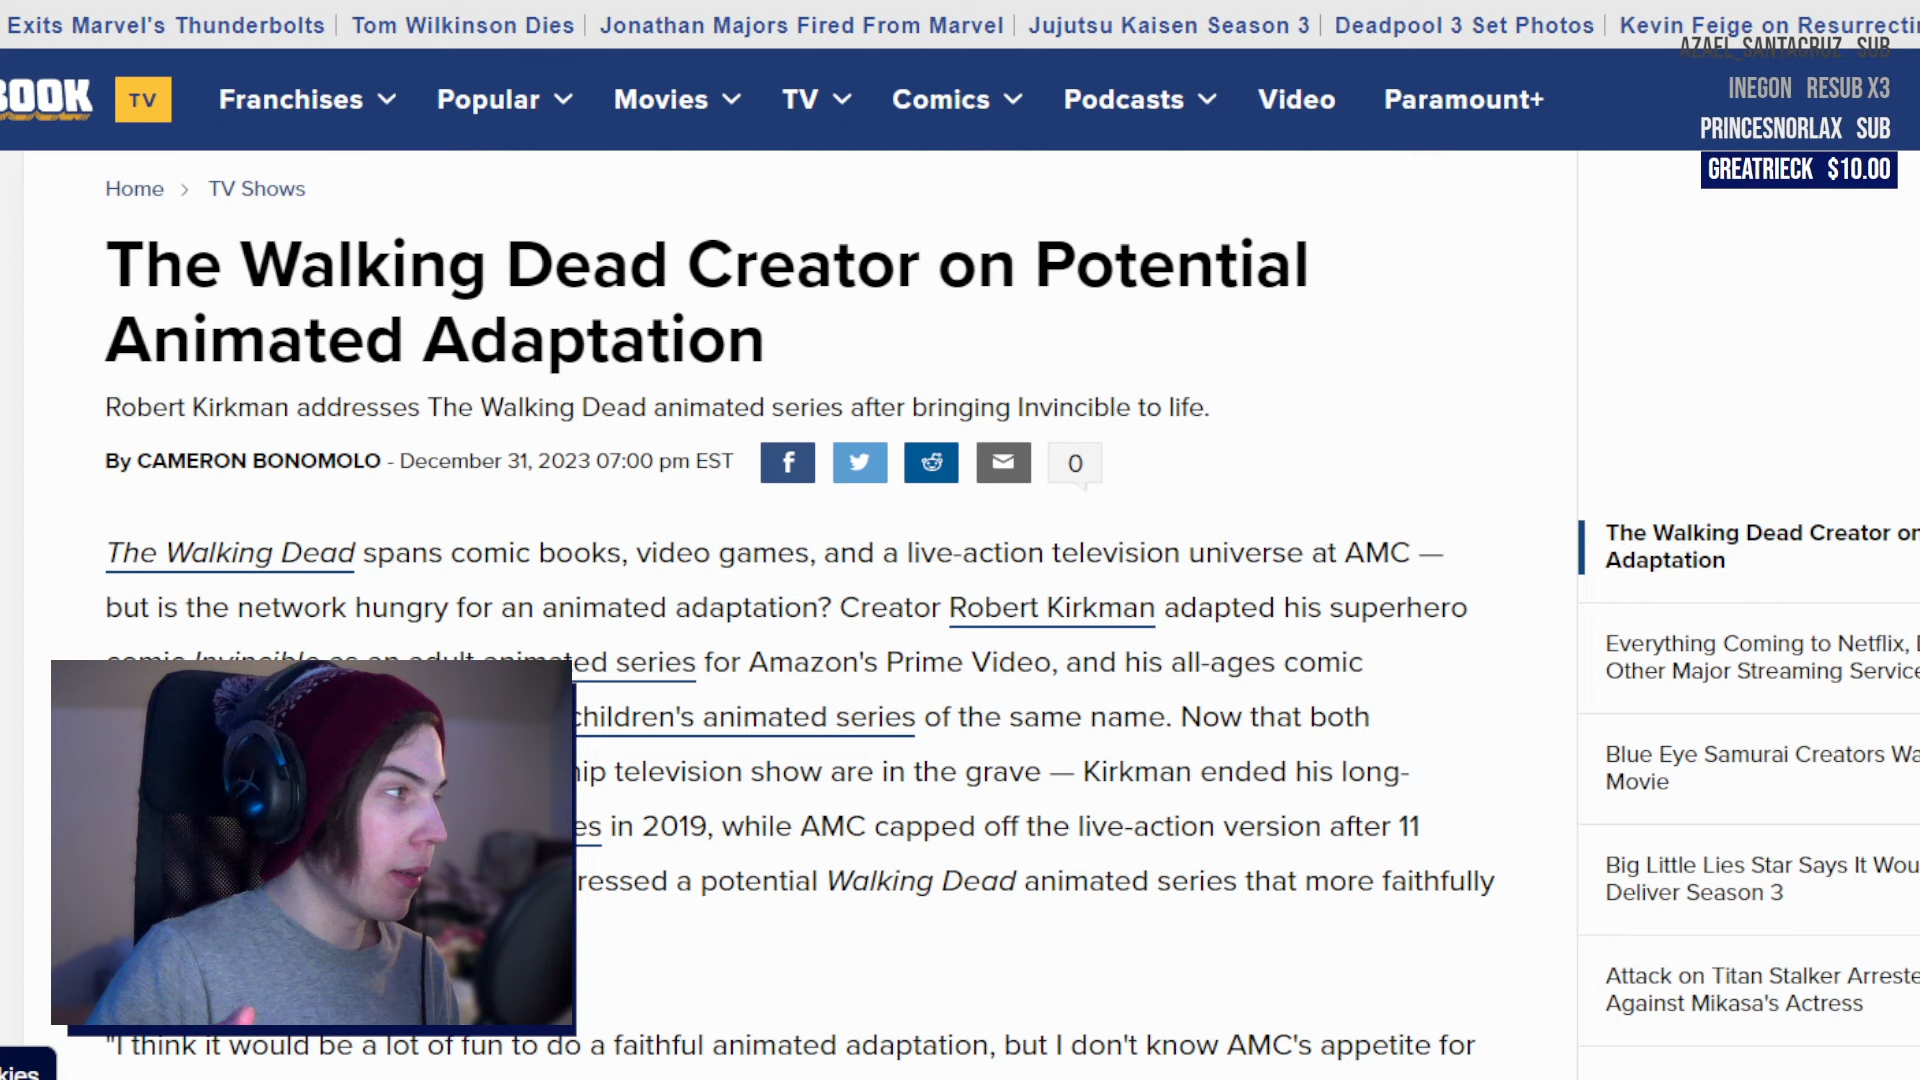 Exits Marvel's Thunderbolts | Tom Wilkinson Dies | Jonathan Majors Fired From Marvel | Jujutsu Kaisen Season 3 | Deadpool 3 Set Photos | Kevin Feige on
AZAEL_SANTACRUZ SUB
INEGON RESUB X3
PRINCESNORLAX SUB
GREATRIECK $10.00
BOOK TV Franchises Popular Movies TV Comics Podcasts Video Paramount+
Home > TV Shows
The Walking Dead Creator on Potential
Animated Adaptation
Robert Kirkman addresses The Walking Dead animated series after bringing Invincible to life.
By CAMERON BONOMOLO - December 31, 2023 07:00 pm EST
0
The Walking Dead spans comic books, video games, and a live-action television universe at AMC —
but is the network hungry for an animated adaptation? Creator Robert Kirkman adapted his superhero
comic Invincible as an adult animated series for Amazon's Prime Video, and his all-ages comic
children's animated series of the same name. Now that both
television show are in the grave — Kirkman ended his long-
in 2019, while AMC capped off the live-action version after 11
a potential Walking Dead animated series that more faithfully
"I think it would be a lot of fun to do a faithful animated adaptation, but I don't know AMC's appetite for
The Walking Dead Creator on
Adaptation
Everything Coming to Netflix,
Other Major Streaming
Blue Eye Samurai Creators
Movie
Big Little Lies Star Says It
Deliver Season 3
Attack on Titan Stalker
Against Mikasa's Actress